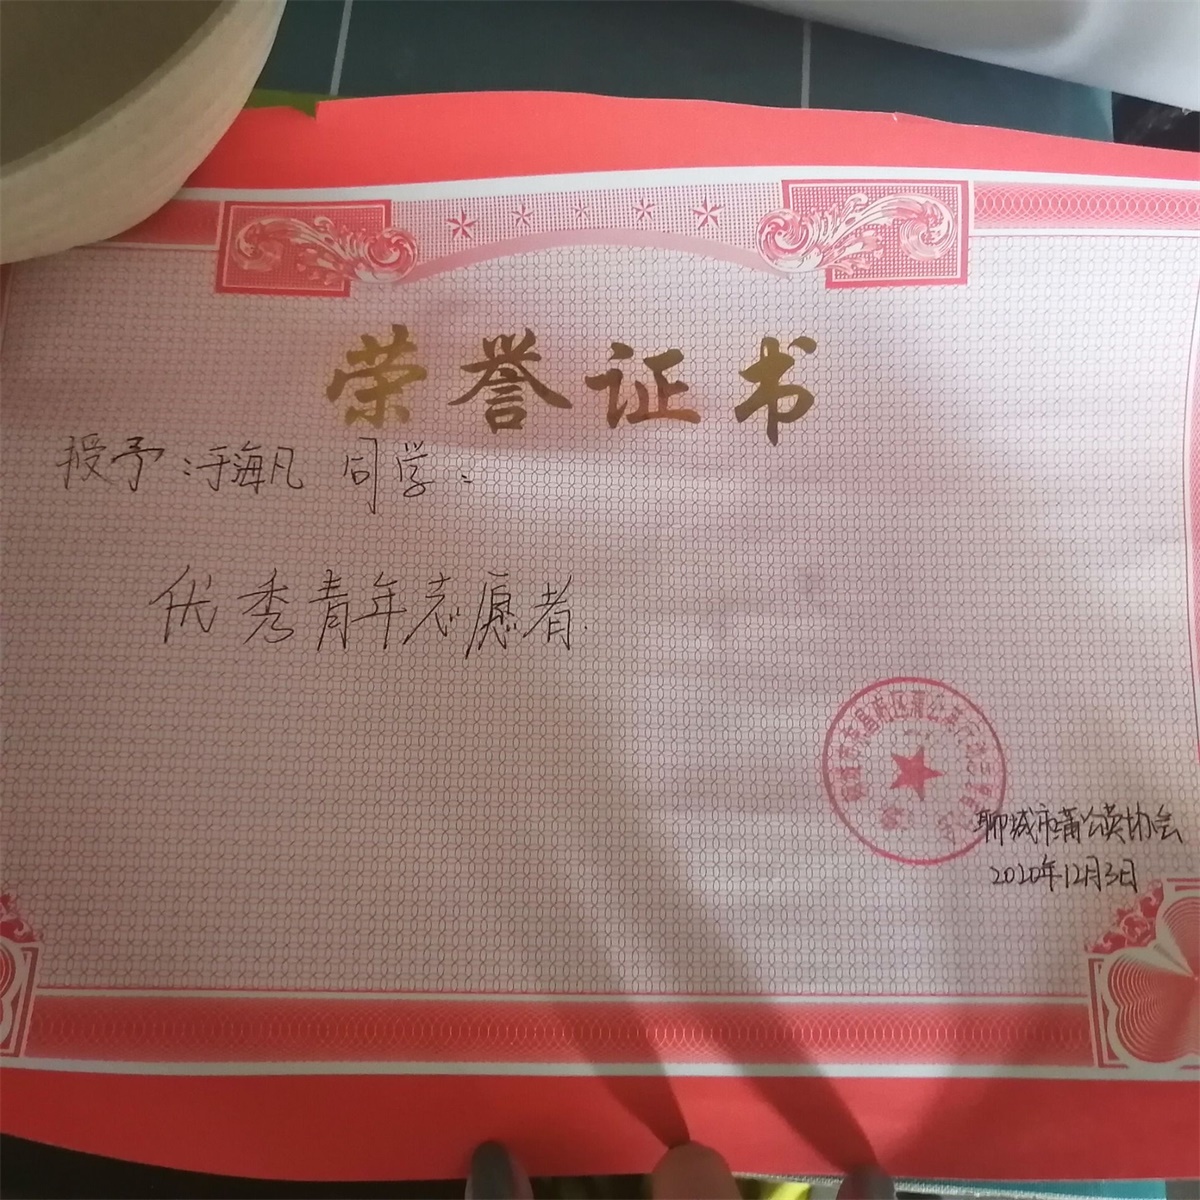 荣誉证书
授予:于海凡 同学:
优秀青年志愿者.
聊城市蒲公英协会
2020年12月3日